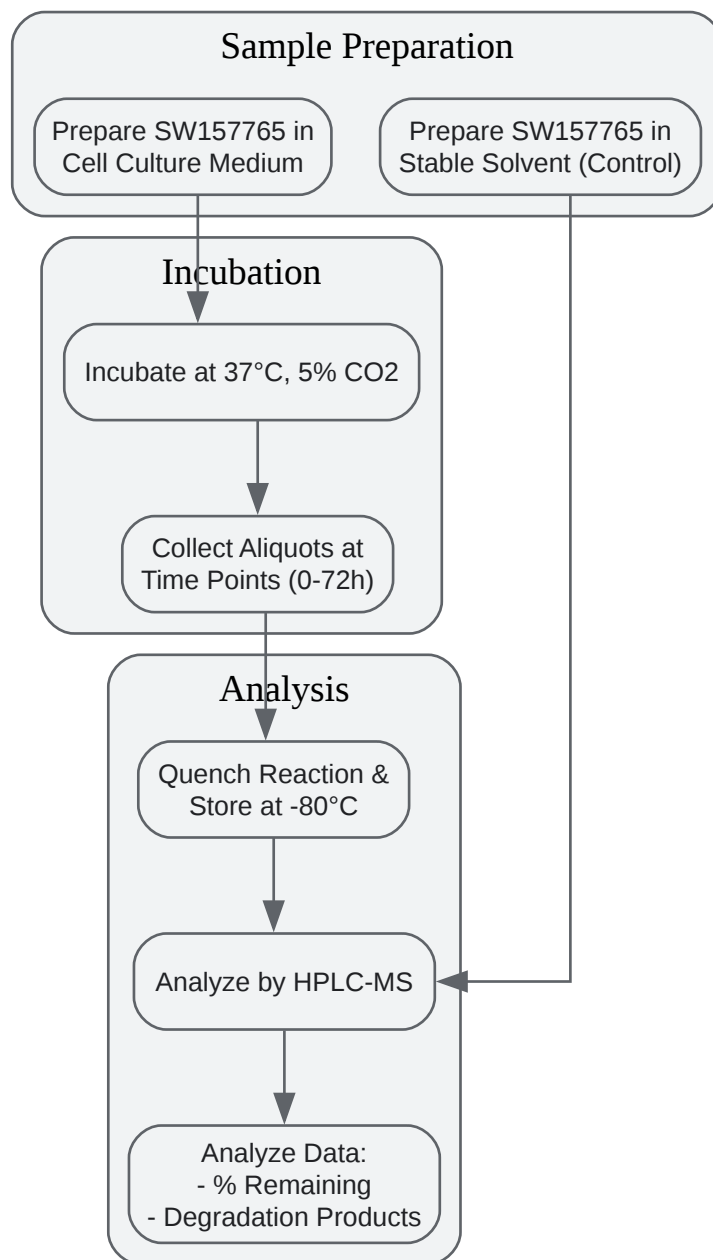 Sample Preparation
Prepare SW157765 in
Cell Culture Medium
Prepare SW157765 in
Stable Solvent (Control)
Incubation
Incubate at 37°C, 5% CO2
Collect Aliquots at
Time Points (0-72h)
Analysis
Quench Reaction &
Store at -80°C
Analyze by HPLC-MS
Analyze Data:
- % Remaining
- Degradation Products